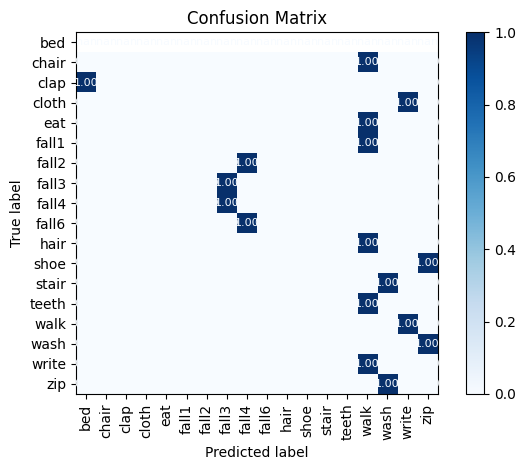 Confusion Matrix
True label
bed
chair 1.00
clap 1.00
cloth 1.00
eat 1.00
fall1 1.00
fall2 1.00
fall3 1.00
fall4 1.00
fall6 1.00
hair 1.00
shoe 1.00
stair 1.00
teeth 1.00
walk 1.00
wash 1.00
write 1.00
zip 1.00
bed chair clap cloth eat fall1 fall2 fall3 fall4 fall6 hair shoe stair teeth walk wash write zip
Predicted label
1.0
0.8
0.6
0.4
0.2
0.0